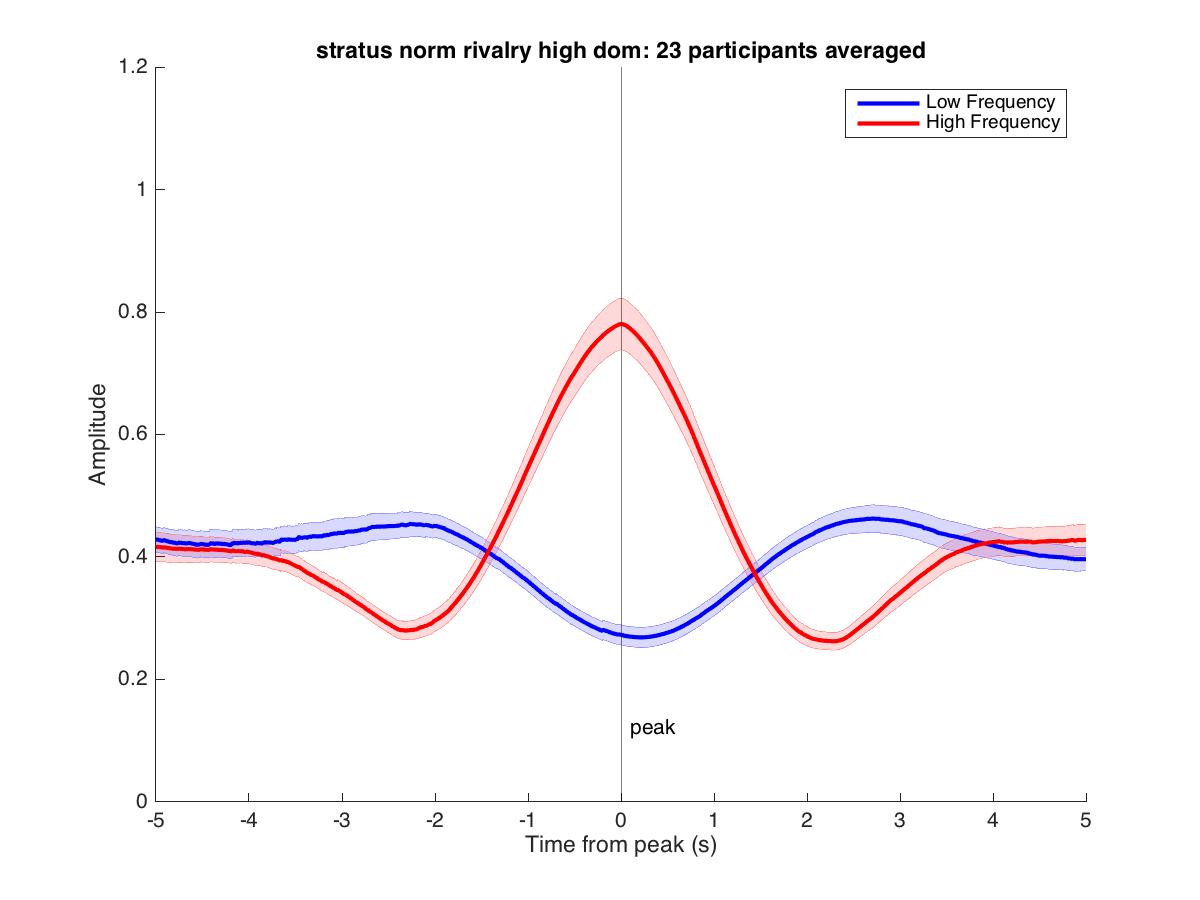 stratus norm rivalry high dom: 23 participants averaged
Low Frequency
High Frequency
1.2
1
0.8
0.6
0.4
0.2
0
Amplitude
peak
-5 -4 -3 -2 -1 0 1 2 3 4 5
Time from peak (s)